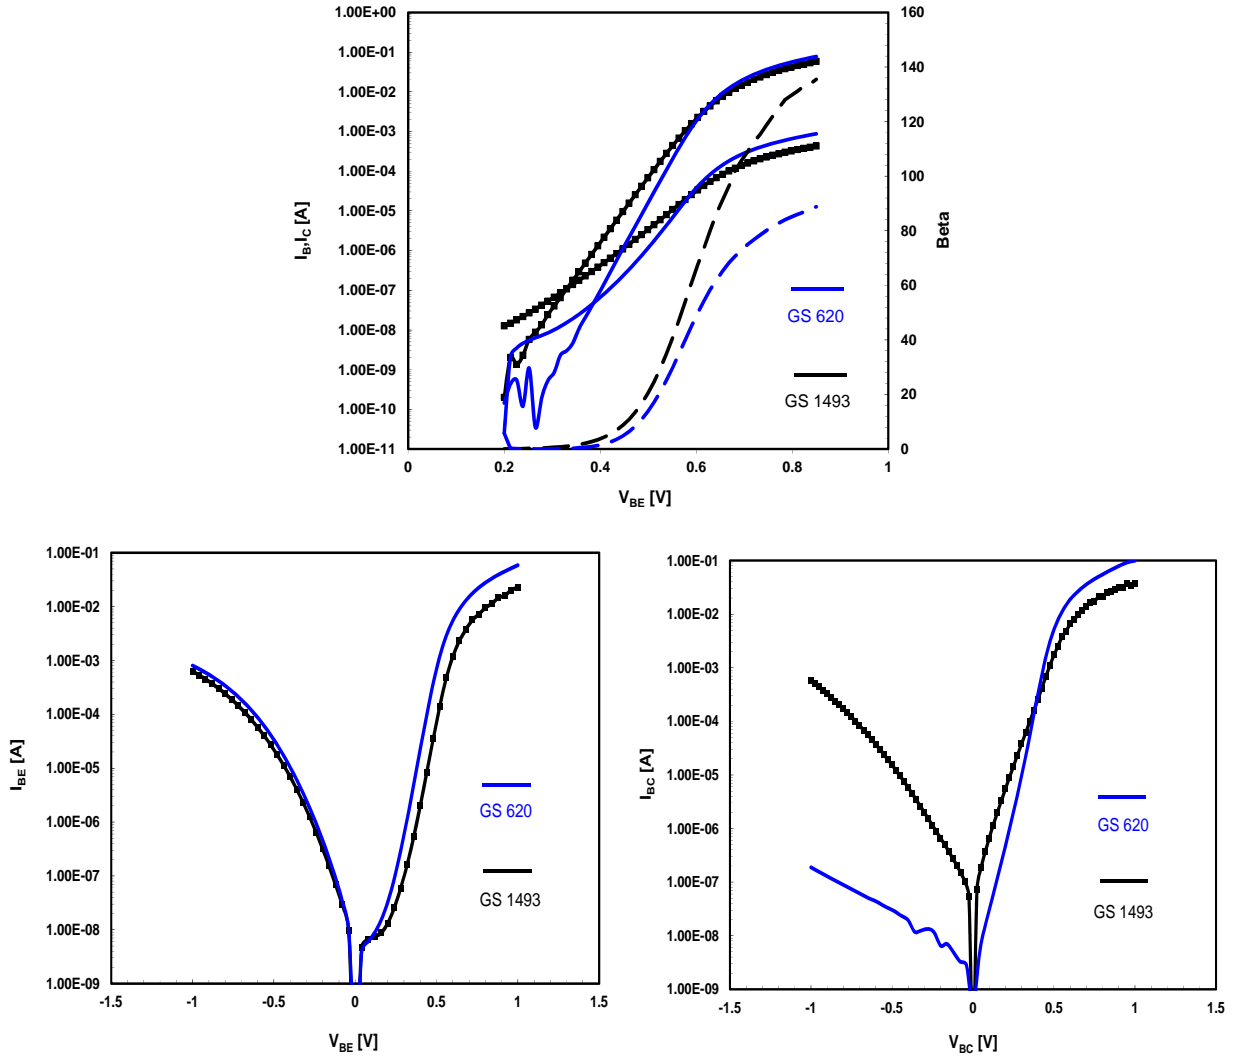 1.00E+00
1.00E-01
1.00E-02
1.00E-03
1.00E-04
1.00E-05
1.00E-06
1.00E-07
1.00E-08
1.00E-09
1.00E-10
1.00E-11
I_B,I_C [A]
160
140
120
100
80
60
40
20
0
Beta
GS 620
GS 1493
0 0.2 0.4 0.6 0.8 1
V_BE [V]
1.00E-01
1.00E-02
1.00E-03
1.00E-04
1.00E-05
1.00E-06
1.00E-07
1.00E-08
1.00E-09
I_BE [A]
GS 620
GS 1493
-1.5 -1 -0.5 0 0.5 1 1.5
V_BE [V]
1.00E-01
1.00E-02
1.00E-03
1.00E-04
1.00E-05
1.00E-06
1.00E-07
1.00E-08
1.00E-09
I_BC [A]
GS 620
GS 1493
-1.5 -1 -0.5 0 0.5 1 1.5
V_BC [V]